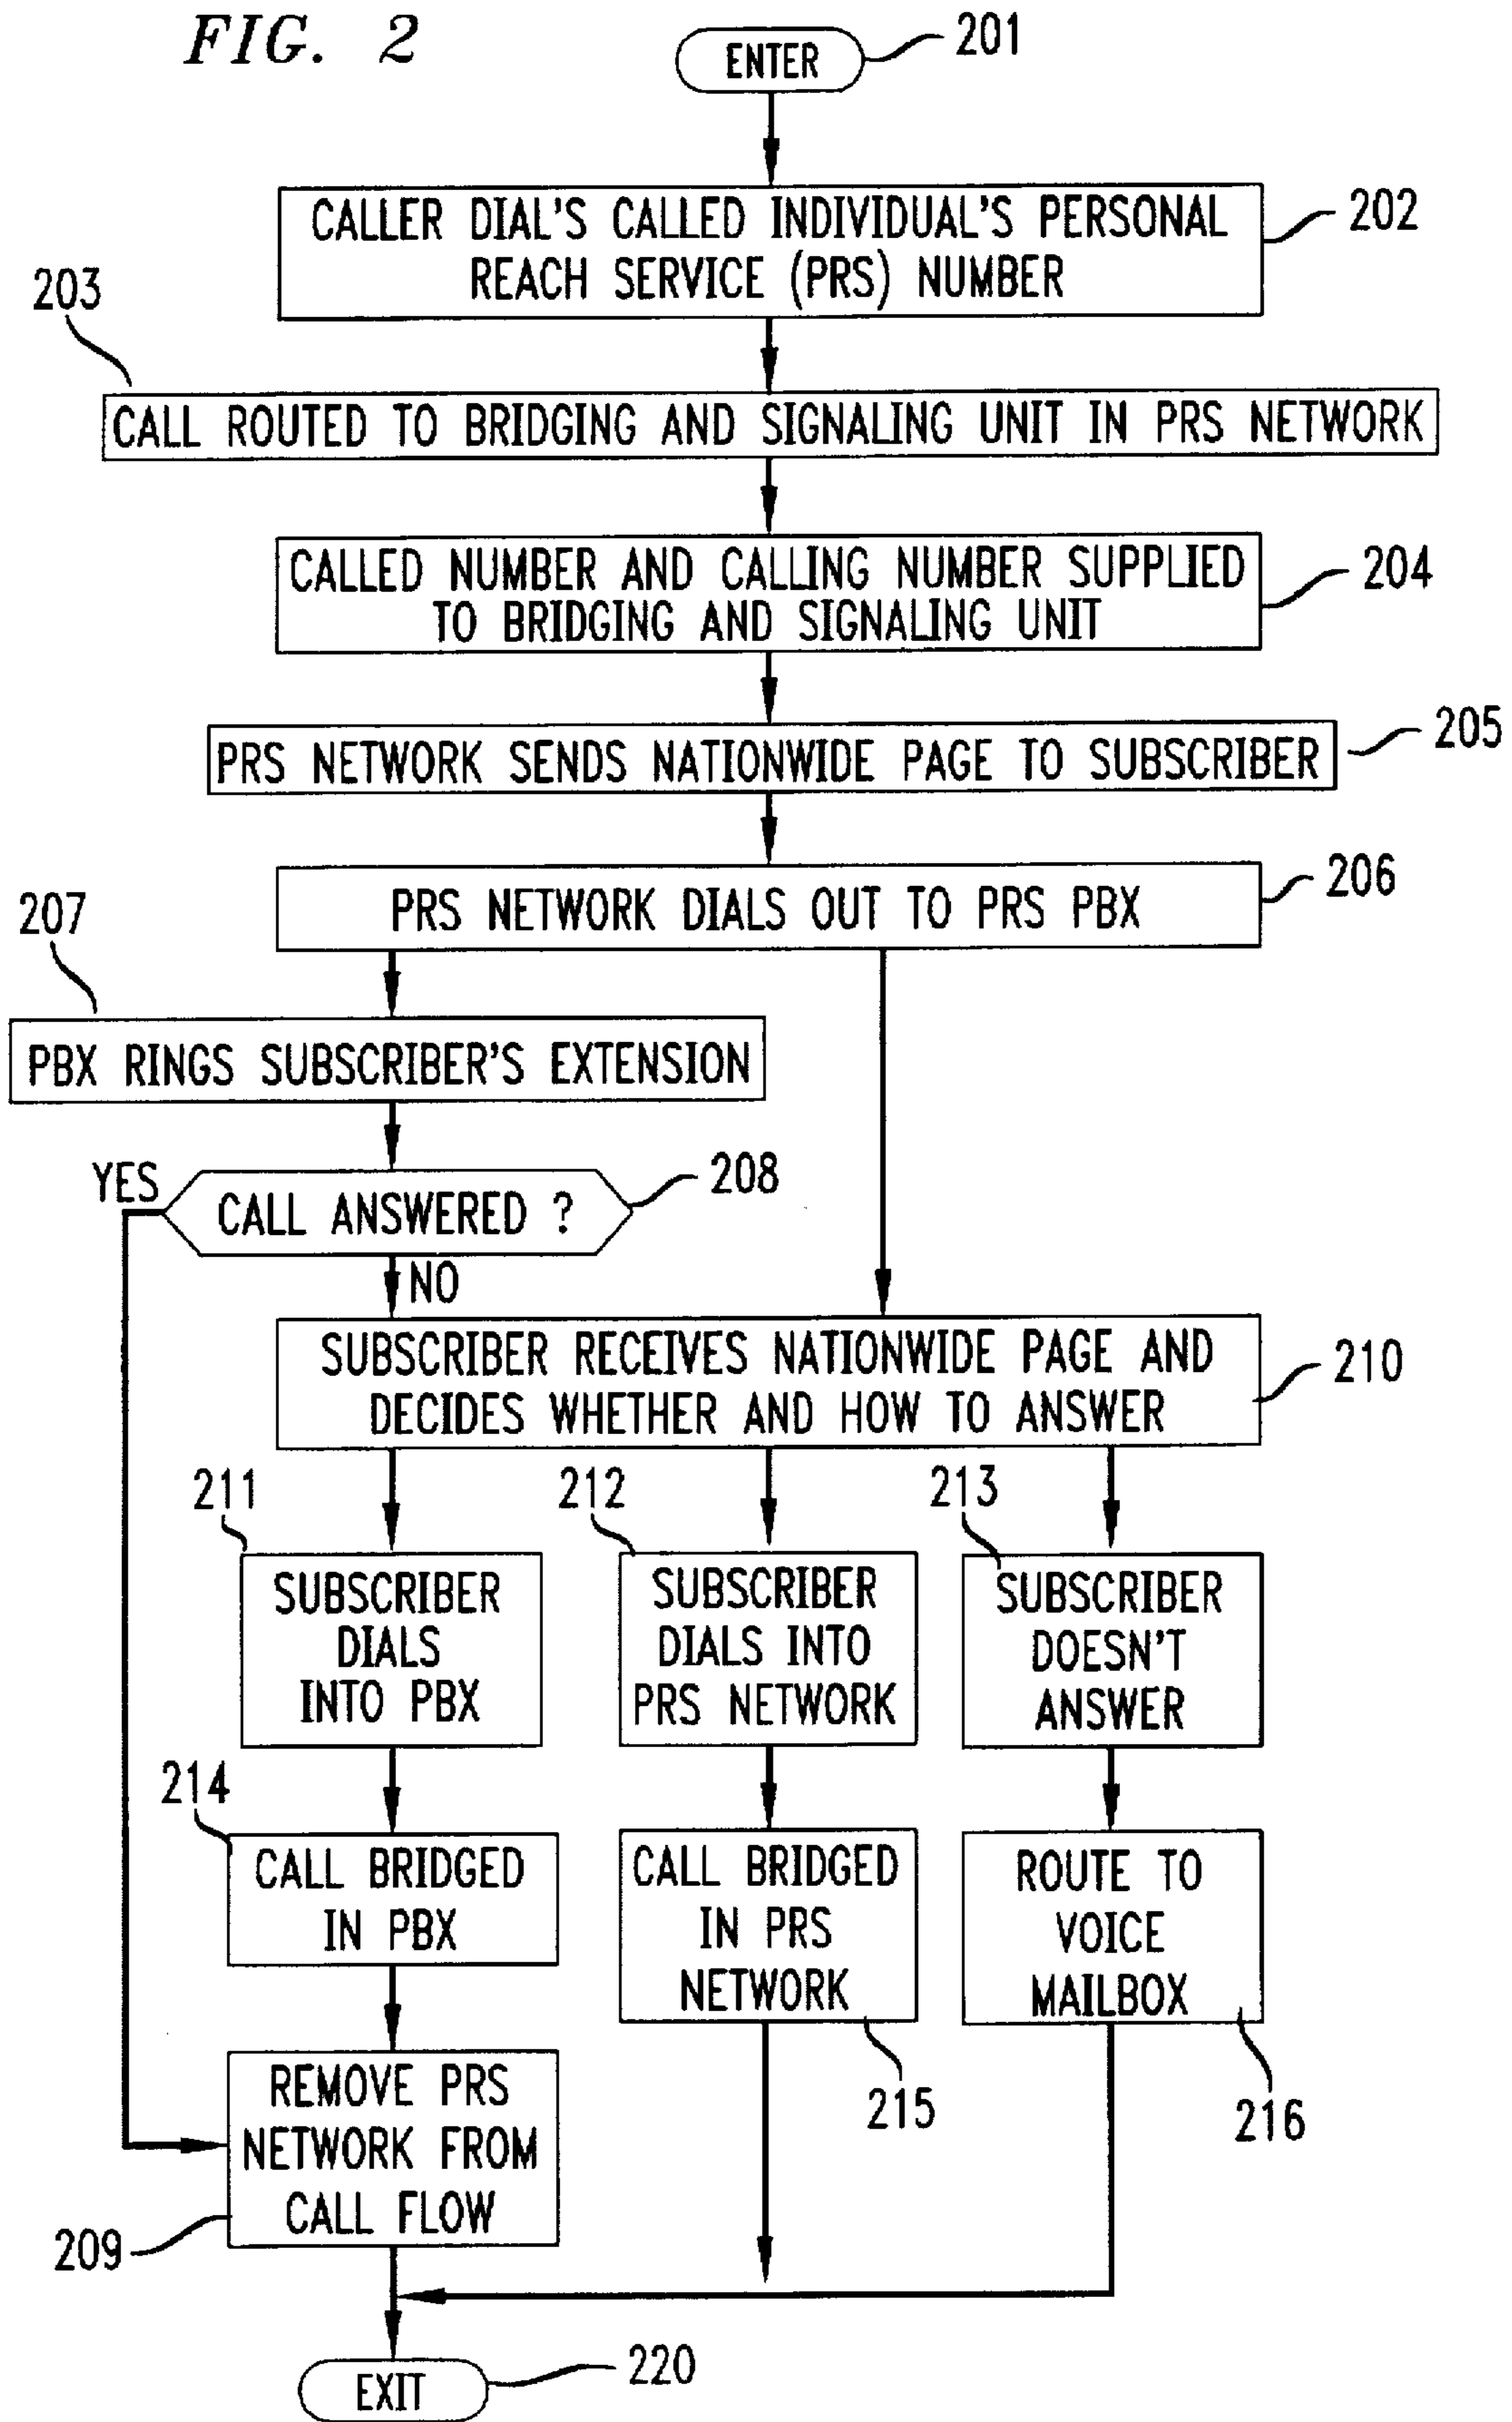 FIG. 2
ENTER
201
CALLER DIAL'S CALLED INDIVIDUAL'S PERSONAL
REACH SERVICE (PRS) NUMBER
202
203
CALL ROUTED TO BRIDGING AND SIGNALING UNIT IN PRS NETWORK
CALLED NUMBER AND CALLING NUMBER SUPPLIED
TO BRIDGING AND SIGNALING UNIT
204
PRS NETWORK SENDS NATIONWIDE PAGE TO SUBSCRIBER
205
PRS NETWORK DIALS OUT TO PRS PBX
206
207
PBX RINGS SUBSCRIBER'S EXTENSION
YES
CALL ANSWERED ?
208
NO
SUBSCRIBER RECEIVES NATIONWIDE PAGE AND
DECIDES WHETHER AND HOW TO ANSWER
210
211
SUBSCRIBER
DIALS
INTO PBX
212
SUBSCRIBER
DIALS INTO
PRS NETWORK
213
SUBSCRIBER
DOESN'T
ANSWER
214
CALL BRIDGED
IN PBX
CALL BRIDGED
IN PRS
NETWORK
215
ROUTE TO
VOICE
MAILBOX
216
REMOVE PRS
NETWORK FROM
CALL FLOW
209
EXIT
220